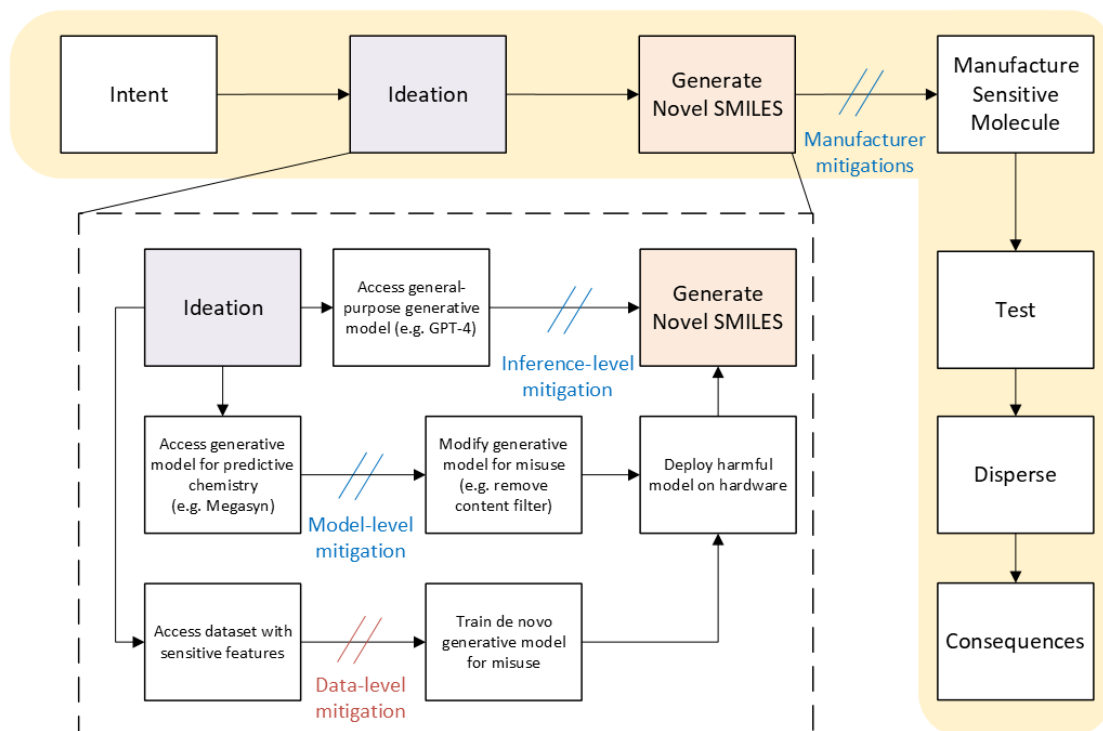 Intent
Ideation
Generate
Novel SMILES
Manufacturer
mitigations
Manufacture
Sensitive
Molecule
Ideation
Access general-
purpose generative
model (e.g. GPT-4)
Inference-level
mitigation
Generate
Novel SMILES
Test
Access generative
model for predictive
chemistry
(e.g. Megasyn)
Model-level
mitigation
Modify generative
model for misuse
(e.g. remove
content filter)
Deploy harmful
model on hardware
Disperse
Access dataset with
sensitive features
Data-level
mitigation
Train de novo
generative model
for misuse
Consequences